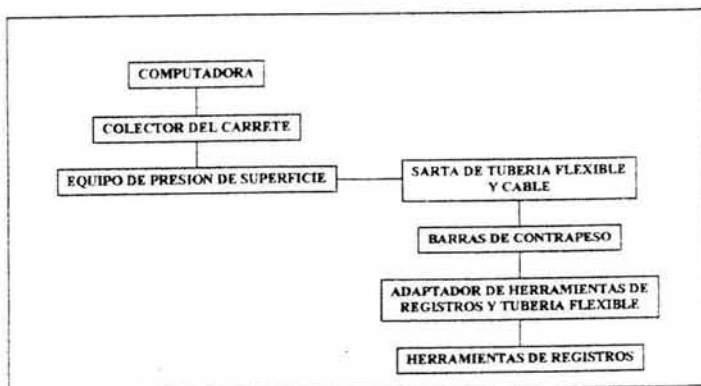 COMPUTADORA
COLECTOR DEL CARRETE
EQUIPO DE PRESION DE SUPERFICIE
SARTA DE TUBERIA FLEXIBLE
Y CABLE
BARRAS DE CONTRAPESO
ADAPTADOR DE HERRAMIENTAS DE
REGISTROS Y TUBERIA FLEXIBLE
HERRAMIENTAS DE REGISTROS